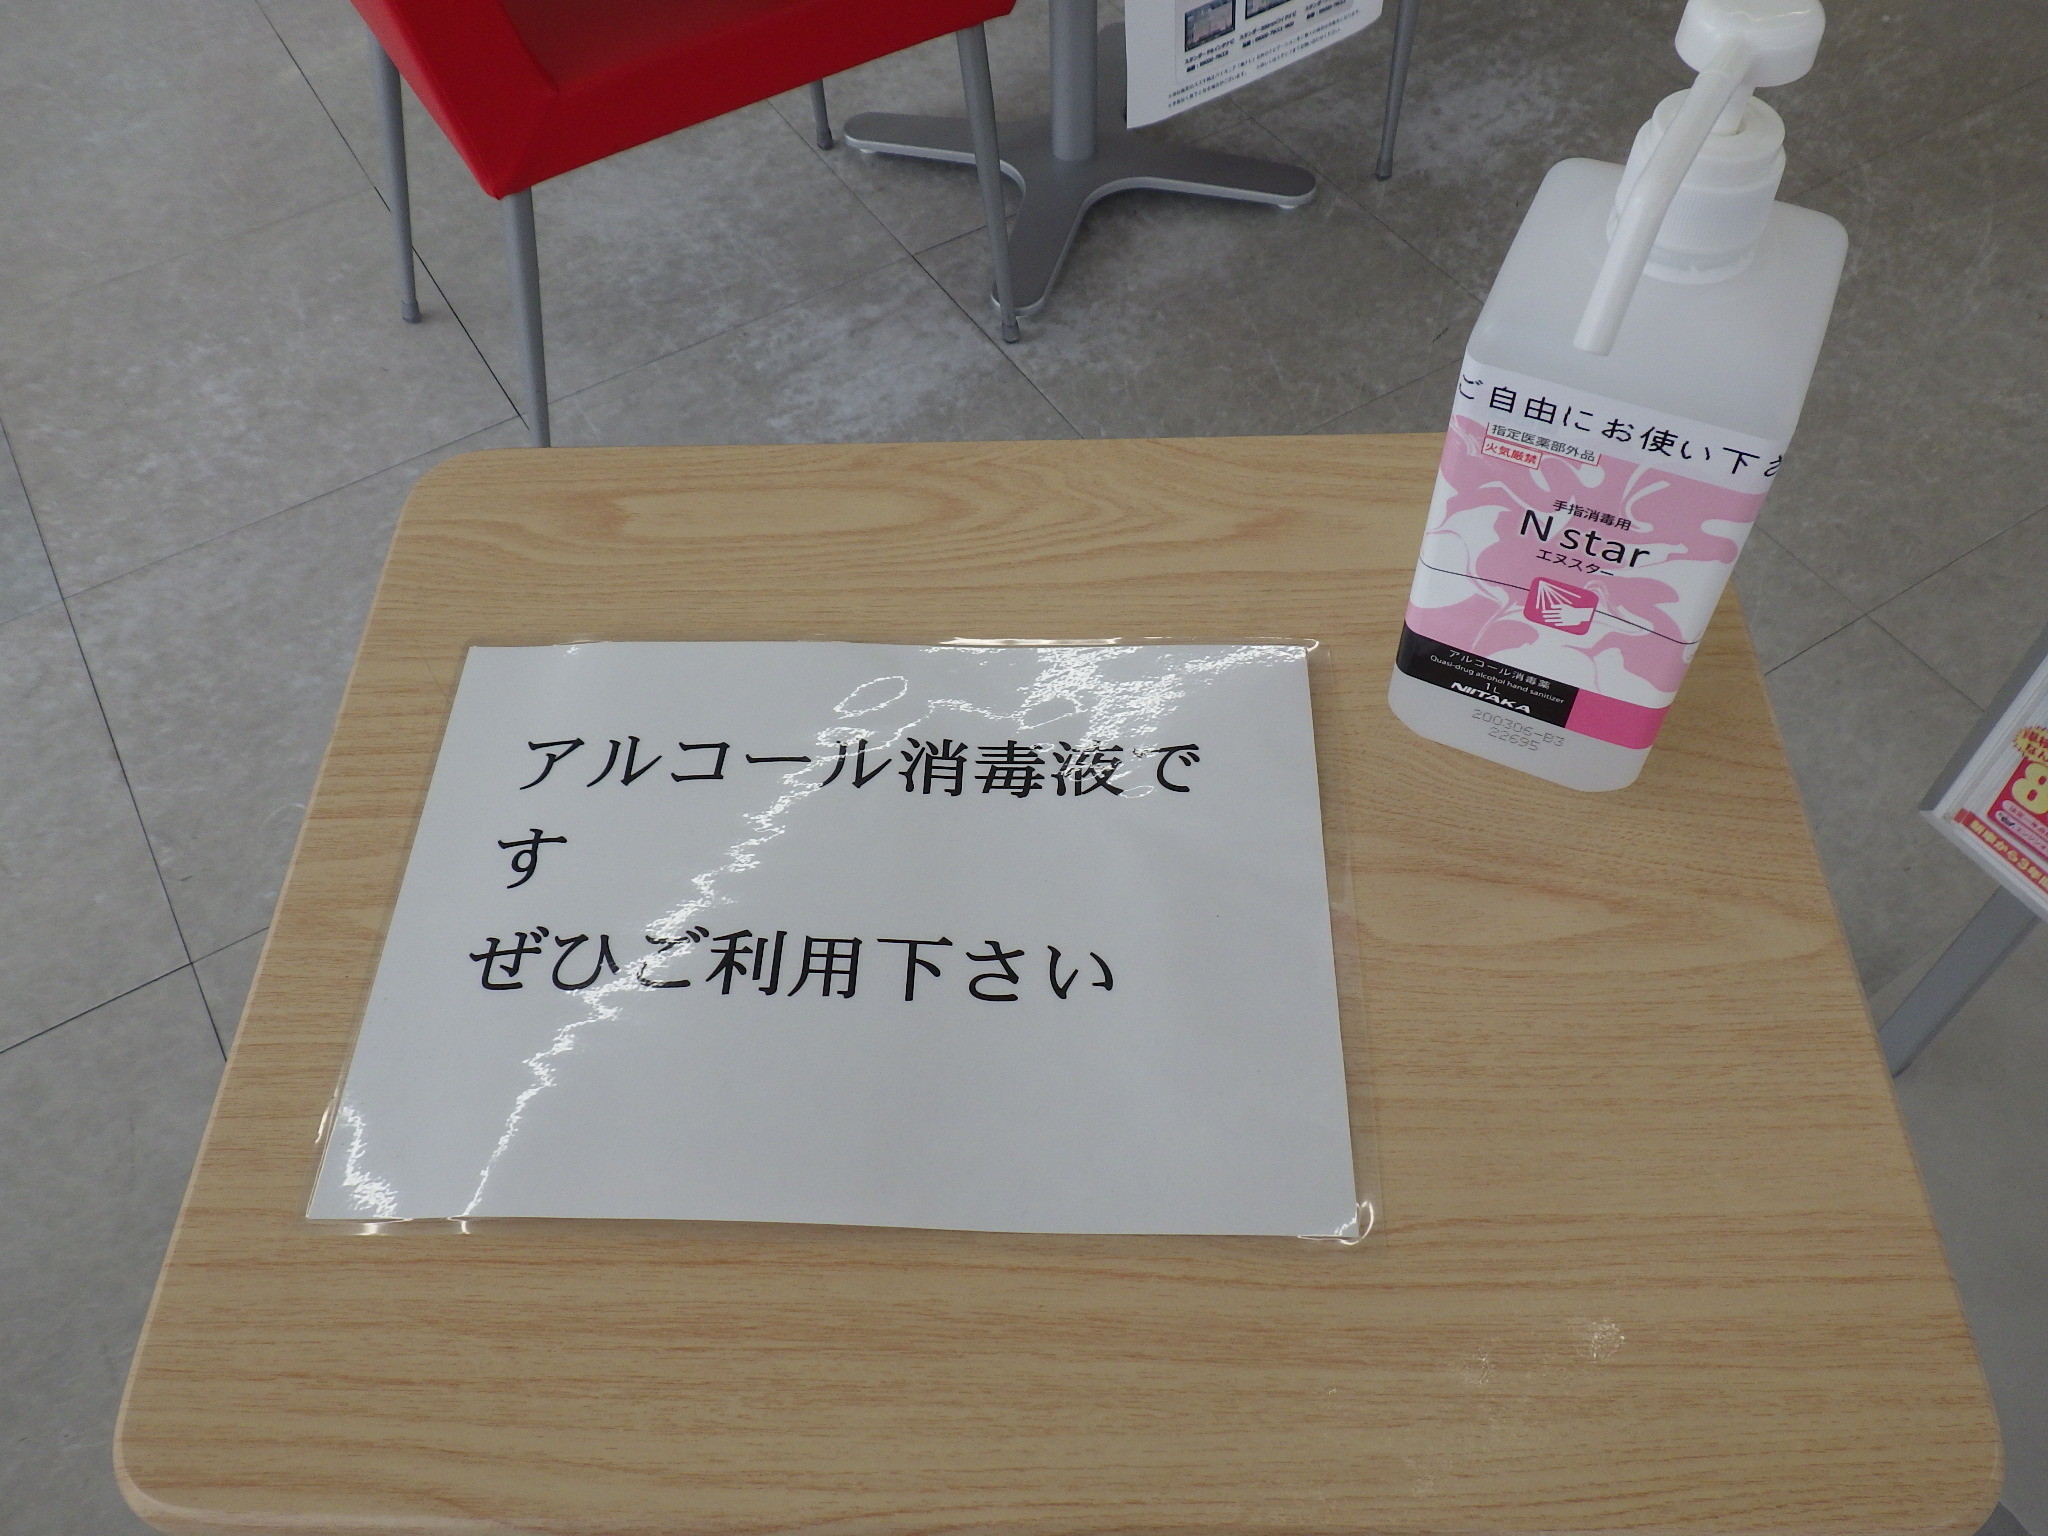 ご自由にお使い下さ
指定医薬部外品
火気厳禁
手指消毒用
N star
エヌスター
アルコール消毒薬
Quasi-drug alcohol hand sanitizer
1L
NIITAKA
200306-B3
22695
アルコール消毒液で
す
ぜひご利用下さい